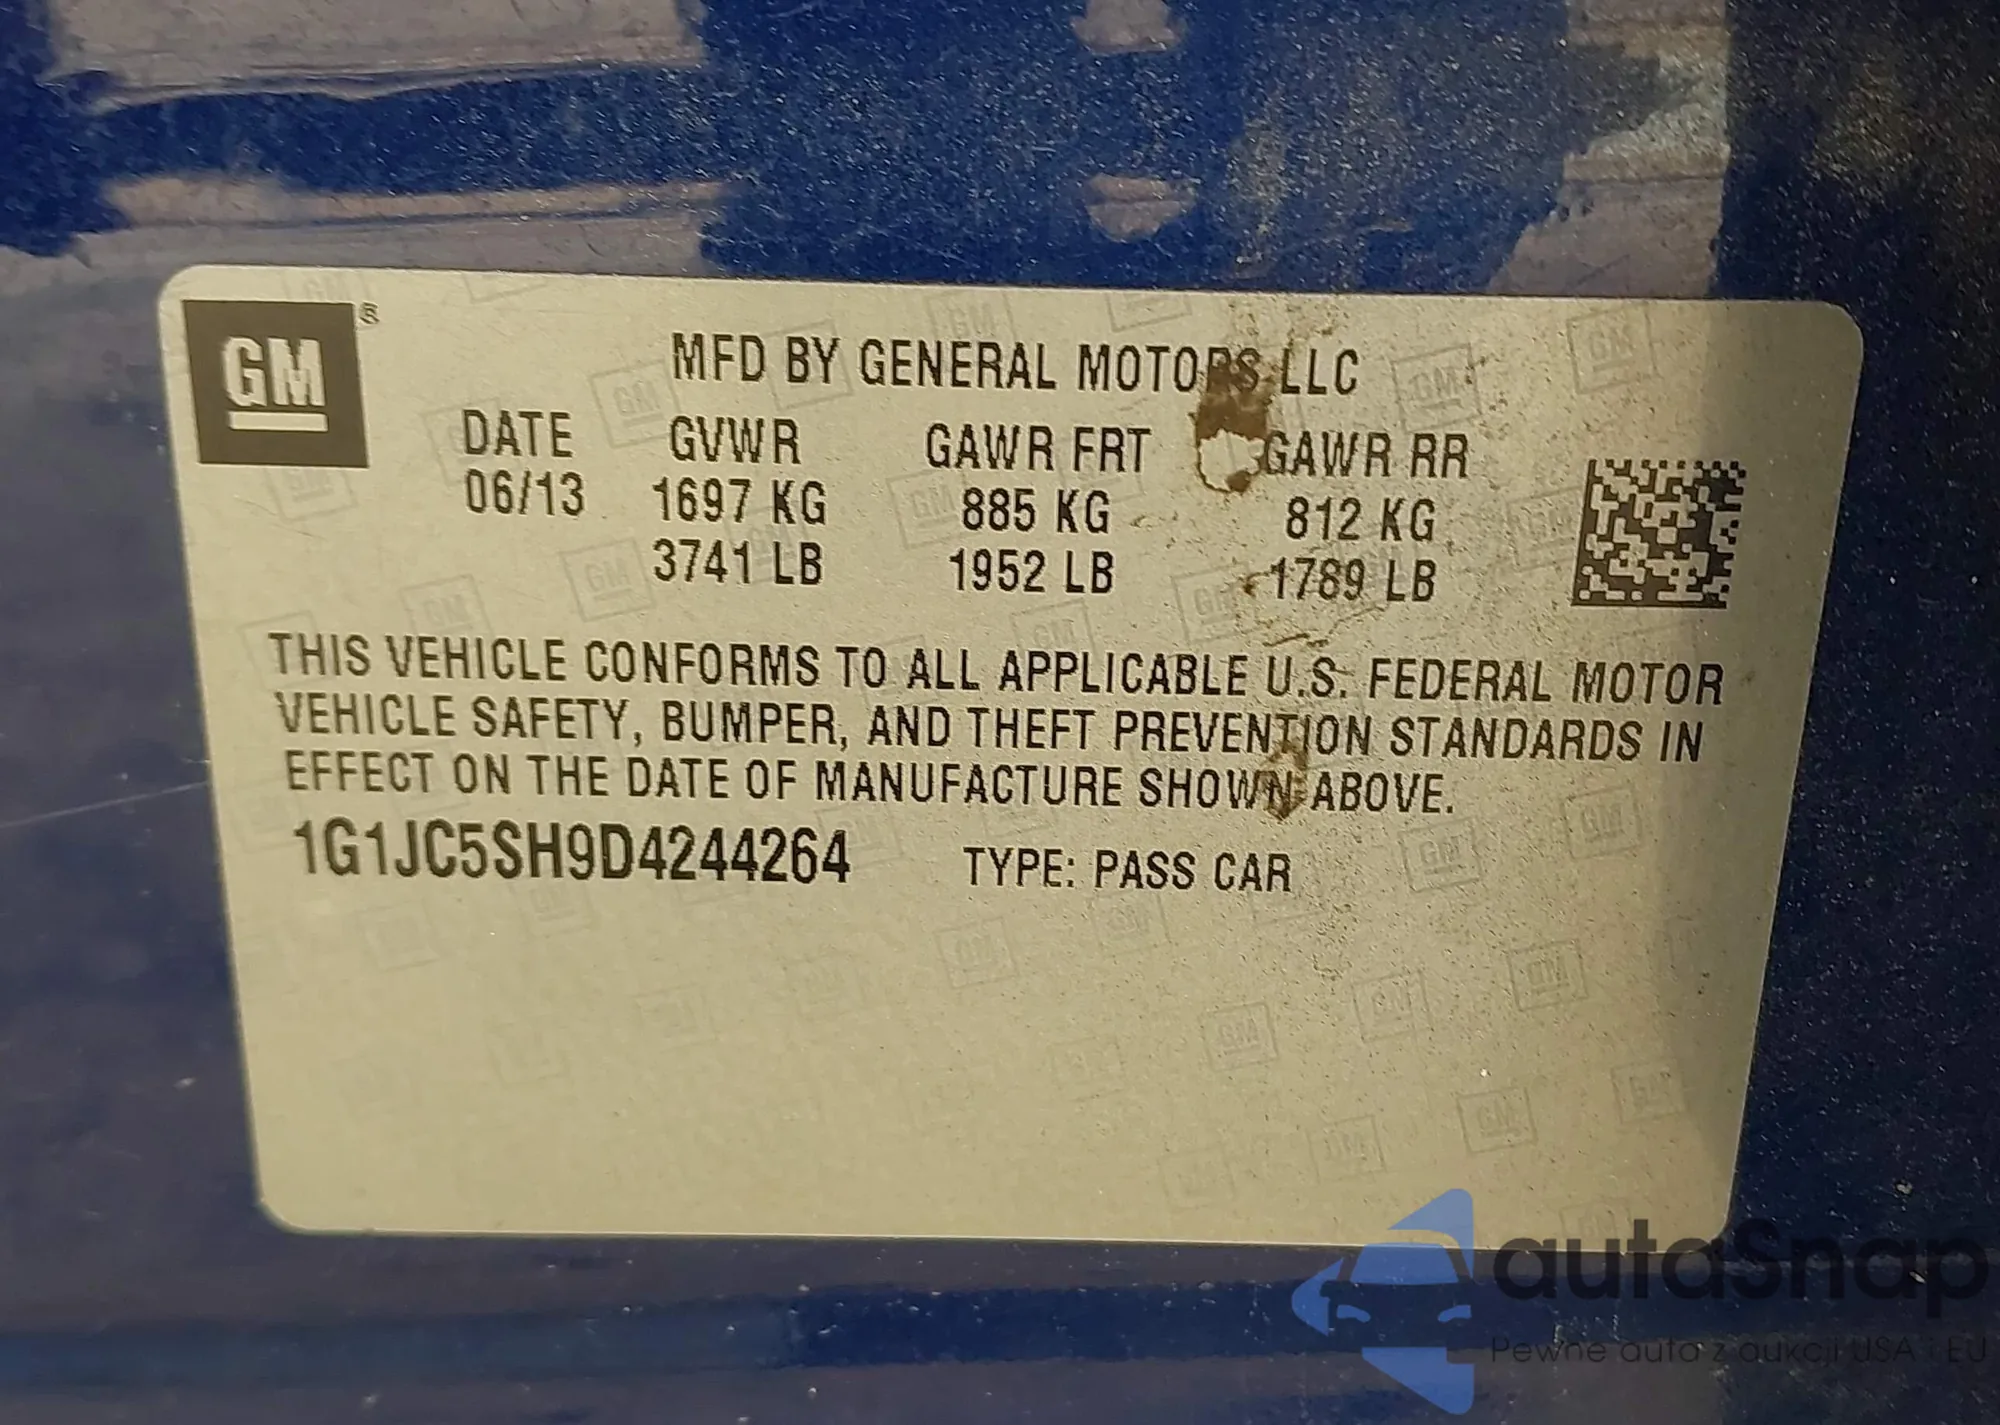 GM ®
MFD BY GENERAL MOTORS LLC
DATE GVWR GAWR FRT GAWR RR
06/13 1697 KG 885 KG 812 KG
3741 LB 1952 LB 1789 LB
THIS VEHICLE CONFORMS TO ALL APPLICABLE U.S. FEDERAL MOTOR
VEHICLE SAFETY, BUMPER, AND THEFT PREVENTION STANDARDS IN
EFFECT ON THE DATE OF MANUFACTURE SHOWN ABOVE.
1G1JC5SH9D4244264 TYPE: PASS CAR
autaSnap
Pewne auta z aukcji USA i EU